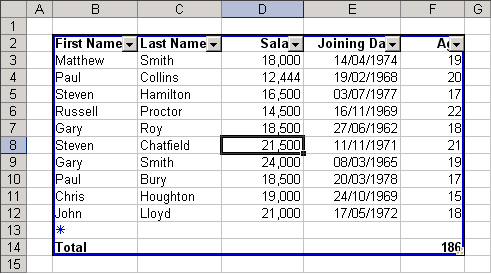 A B C D E F G
1
2 First Name Last Name Sala Joining Da A
3 Matthew Smith 18,000 14/04/1974 19
4 Paul Collins 12,444 19/02/1968 20
5 Steven Hamilton 16,500 03/07/1977 17
6 Russell Proctor 14,500 16/11/1969 22
7 Gary Roy 18,500 27/06/1962 18
8 Steven Chatfield 21,500 11/11/1971 21
9 Gary Smith 24,000 08/03/1965 19
10 Paul Bury 18,500 20/03/1978 17
11 Chris Houghton 19,000 24/10/1969 15
12 John Lloyd 21,000 17/05/1972 18
13 *
14 Total 186
15